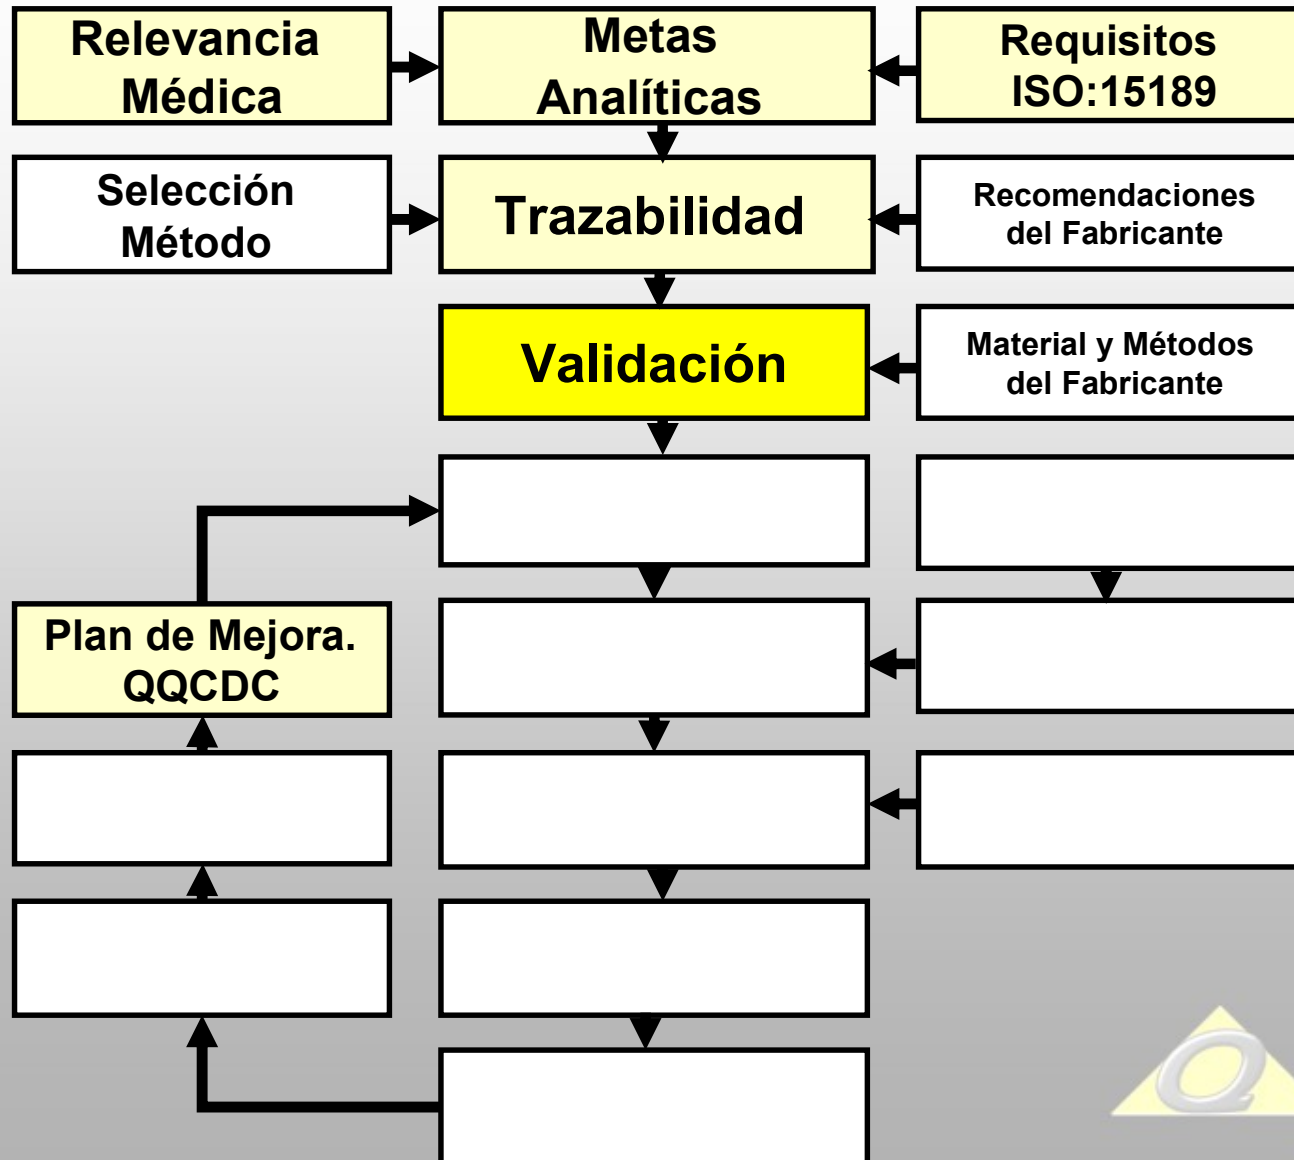 Relevancia
Médica
Metas
Analíticas
Requisitos
ISO:15189
Selección
Método
Trazabilidad
Recomendaciones
del Fabricante
Validación
Material y Métodos
del Fabricante
Plan de Mejora.
QQCDC
Q